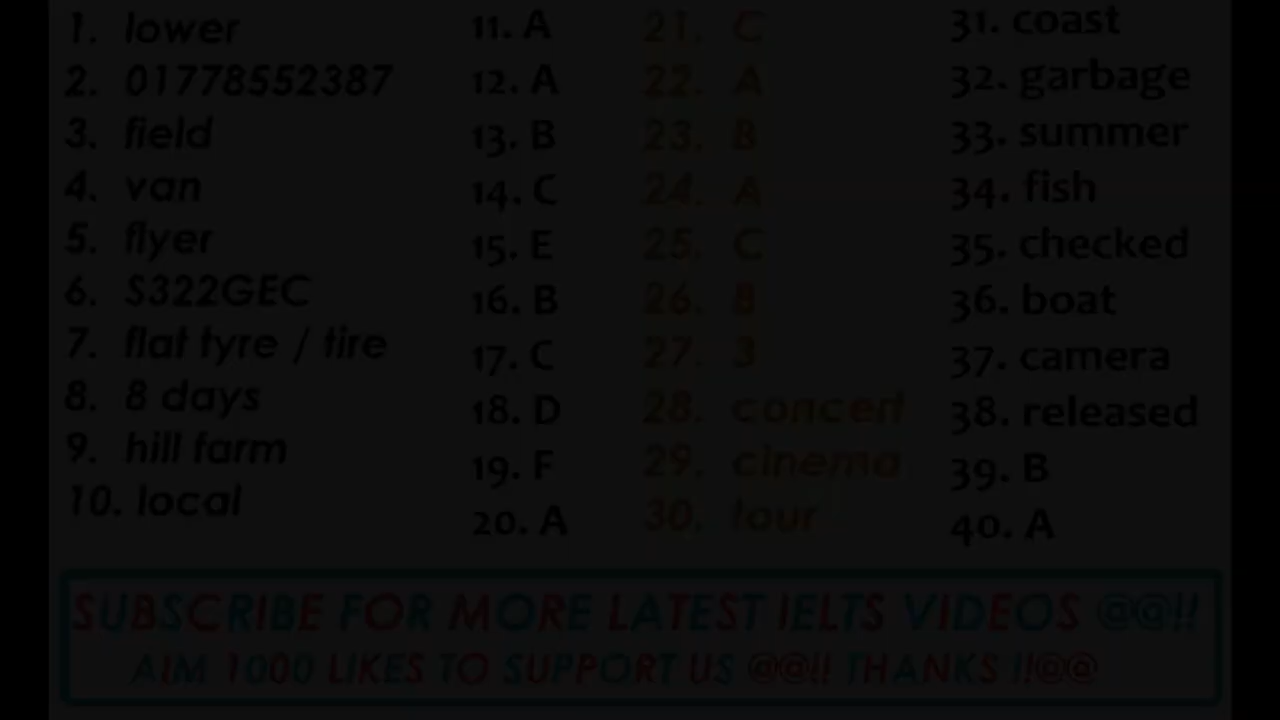 1. lower
2. 01778552387
3. field
4. van
5. flyer
6. S322GEC
7. flat tyre / tire
8. 8 days
9. hill farm
10. local
11. A
12. A
13. B
14. C
15. E
16. B
17. C
18. D
19. F
20. A
21. C
22. A
23. B
24. A
25. C
26. B
27. 3
28. concert
29. cinema
30. tour
31. coast
32. garbage
33. summer
34. fish
35. checked
36. boat
37. camera
38. released
39. B
40. A
SUBSCRIBE FOR MORE LATEST IELTS VIDEOS @@!!
AIM 1000 LIKES TO SUPPORT US @@!! THANKS !!@@